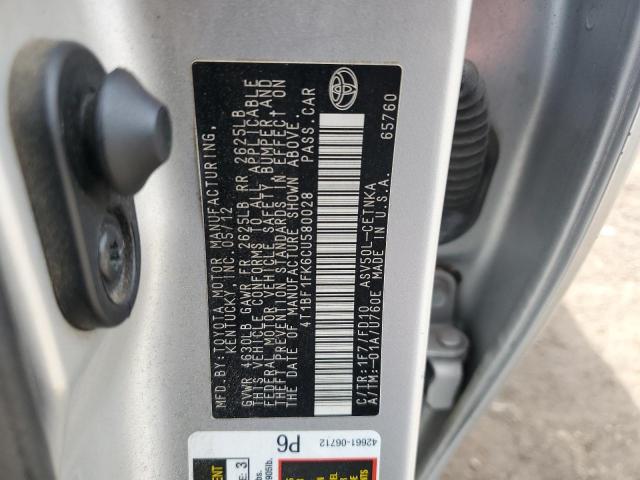 MFD.BY:TOYOTA MOTOR MANUFACTURING,
KENTUCKY, INC. 05/12
GVWR 4630LB GAWR FR 2625LB RR 2625LB
THIS VEHICLE CONFORMS TO ALL APPLICABLE
FEDERAL MOTOR VEHICLE SAFETY, BUMPER, AND
THEFT PREVENTION STANDARDS IN EFFECT ON
THE DATE OF MANUFACTURE SHOWN ABOVE.
4T1BF1FK6CU580028 PASS.CAR
C/TR:1F7/FD10 ASV50L-CETNKA
A/TM:-01A/U760E MADE IN U.S.A.
65760
42661-06712
P6
3